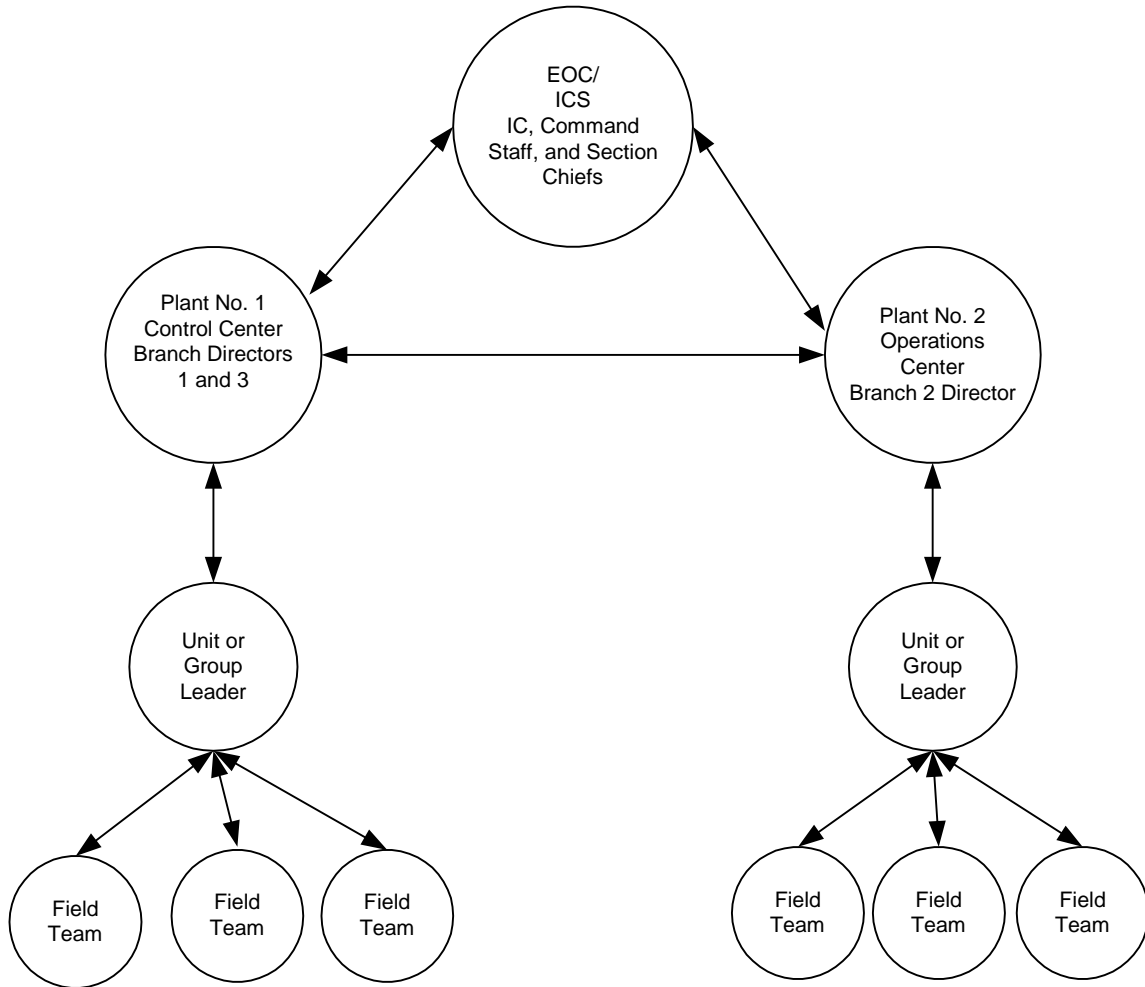 EOC/
ICS
IC, Command
Staff, and Section
Chiefs
Plant No. 1
Control Center
Branch Directors
1 and 3
Plant No. 2
Operations
Center
Branch 2 Director
Unit or
Group
Leader
Unit or
Group
Leader
Field
Team
Field
Team
Field
Team
Field
Team
Field
Team
Field
Team